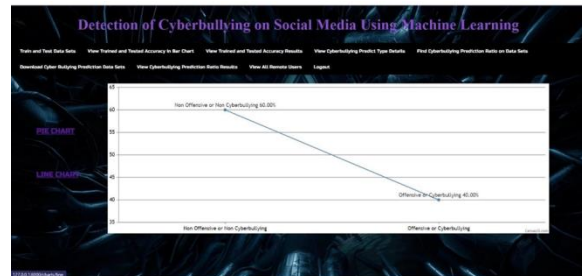 Detection of Cyberbullying on Social Media Using Machine Learning
Train and Test Data Sets View Trained and Tested Accuracy in Bar Chart View Trained and Tested Accuracy Results View Cyberbullying Predict Type Details Find Cyberbullying Prediction Ratio on Data Sets
Download Cyber Bullying Prediction Data Sets View Cyberbullying Prediction Ratio Results View All Remote Users Logout
65
Non Offensive or Non Cyberbullying 60.00%
60
55
PIE CHART
50
LINE CHART
45
Offensive or Cyberbullying 40.00%
40
35
Non Offensive or Non Cyberbullying Offensive or Cyberbullying